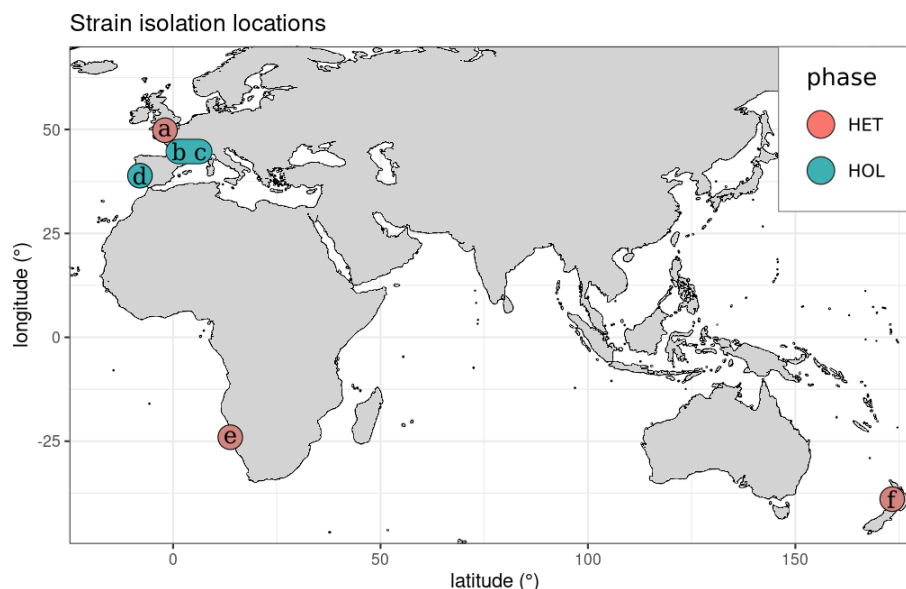 Strain isolation locations
phase
HET
HOL
a
b c
d
e
f
50
25
0
-25
longitude (°)
0 50 100 150
latitude (°)